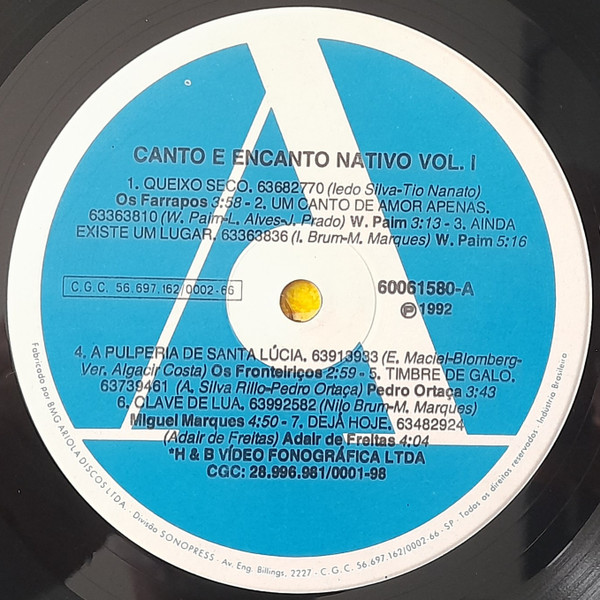 CANTO E ENCANTO NATIVO VOL. I
1. QUEIXO SECO. 63682770 (Iedo Silva-Tio Nanato)
Os Farrapos 3:58 - 2. UM CANTO DE AMOR APENAS.
63363810 (W. Paim-L. Alves-J. Prado) W. Paim 3:13 - 3. AINDA
EXISTE UM LUGAR. 63363836 (I. Brum-M. Marques) W. Paim 5:16
C.G.C. 56.697.162/0002-66
60061580-A
℗ 1992
4. A PULPERIA DE SANTA LÚCIA. 63913933 (E. Maciel-Blomberg-
Ver. Algacir Costa) Os Fronteiriços 2:59 - 5. TIMBRE DE GALO.
63739461 (A. Silva Rillo-Pedro Ortaça) Pedro Ortaça 3:43
6. CLAVE DE LUA. 63992582 (Nilo Brum-M. Marques)
Miguel Marques 4:50 - 7. DEJÁ HOJE. 63482924
(Adair de Freitas) Adair de Freitas 4:04
*H & B VÍDEO FONOGRÁFICA LTDA
CGC: 28.996.981/0001-98
Fabricado por BMG ARIOLA DISCOS LTDA. - Divisão SONOPRESS - Av. Eng. Billings, 2227 - C.G.C. 56.697.162/0002-66 - SP - Todos os direitos reservados - Industria Brasileira